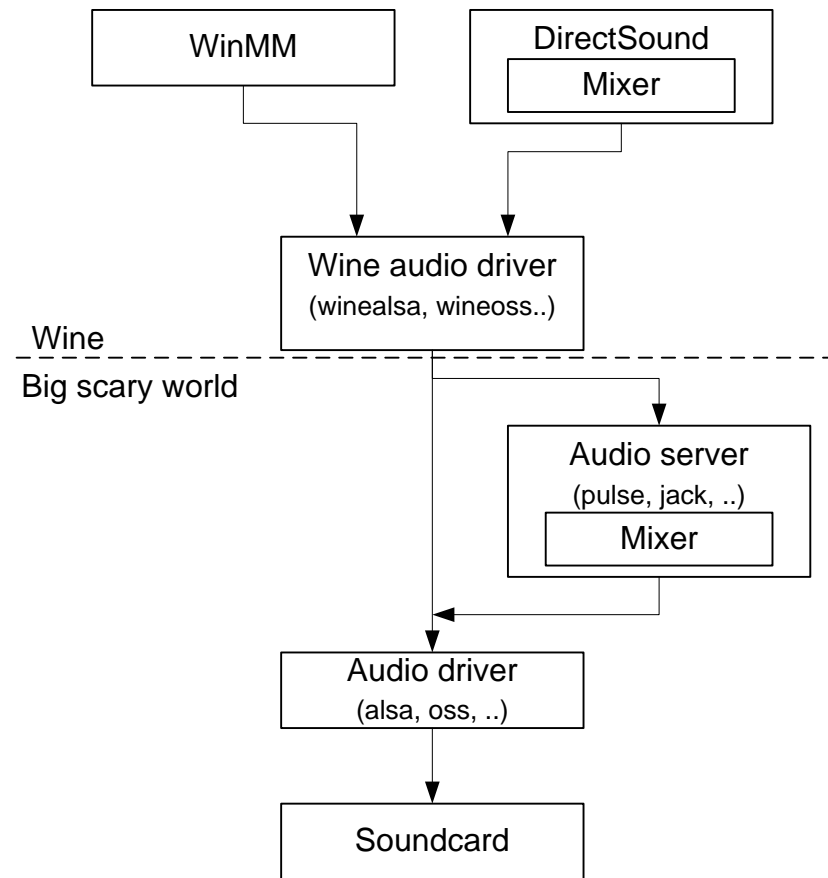 WinMM
DirectSound
Mixer
Wine audio driver
(winealsa, wineoss..)
Wine
Big scary world
Audio server
(pulse, jack, ..)
Mixer
Audio driver
(alsa, oss, ..)
Soundcard